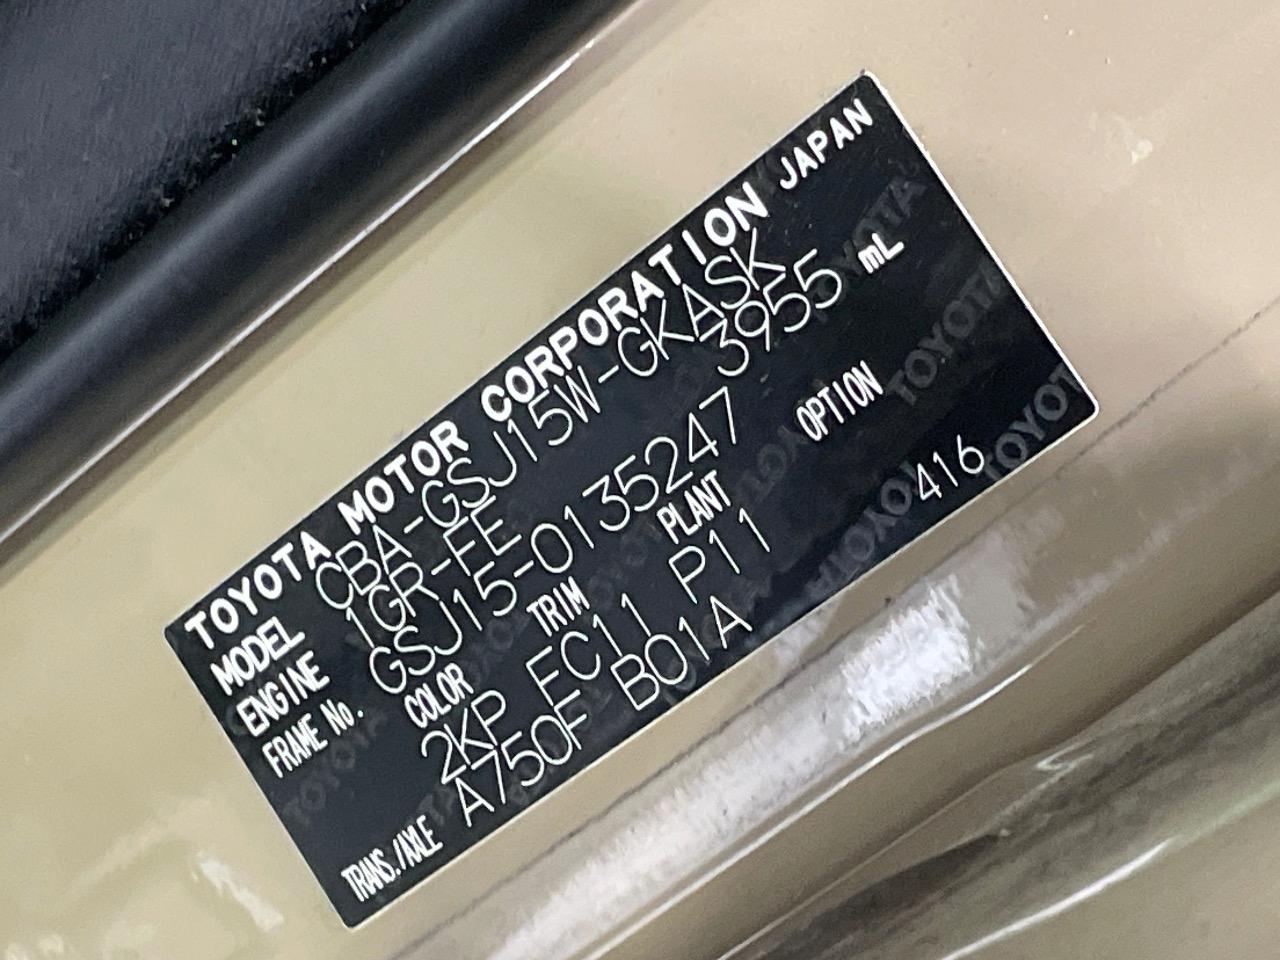 TOYOTA MOTOR CORPORATION JAPAN
MODEL CBA-GSJ15W-GKASK
ENGINE 1GR-FE 3955 mL
FRAME No. GSJ15-0135247
COLOR TRIM PLANT OPTION
2KP FC11 P11 416
TRANS./AXLE A750F B01A